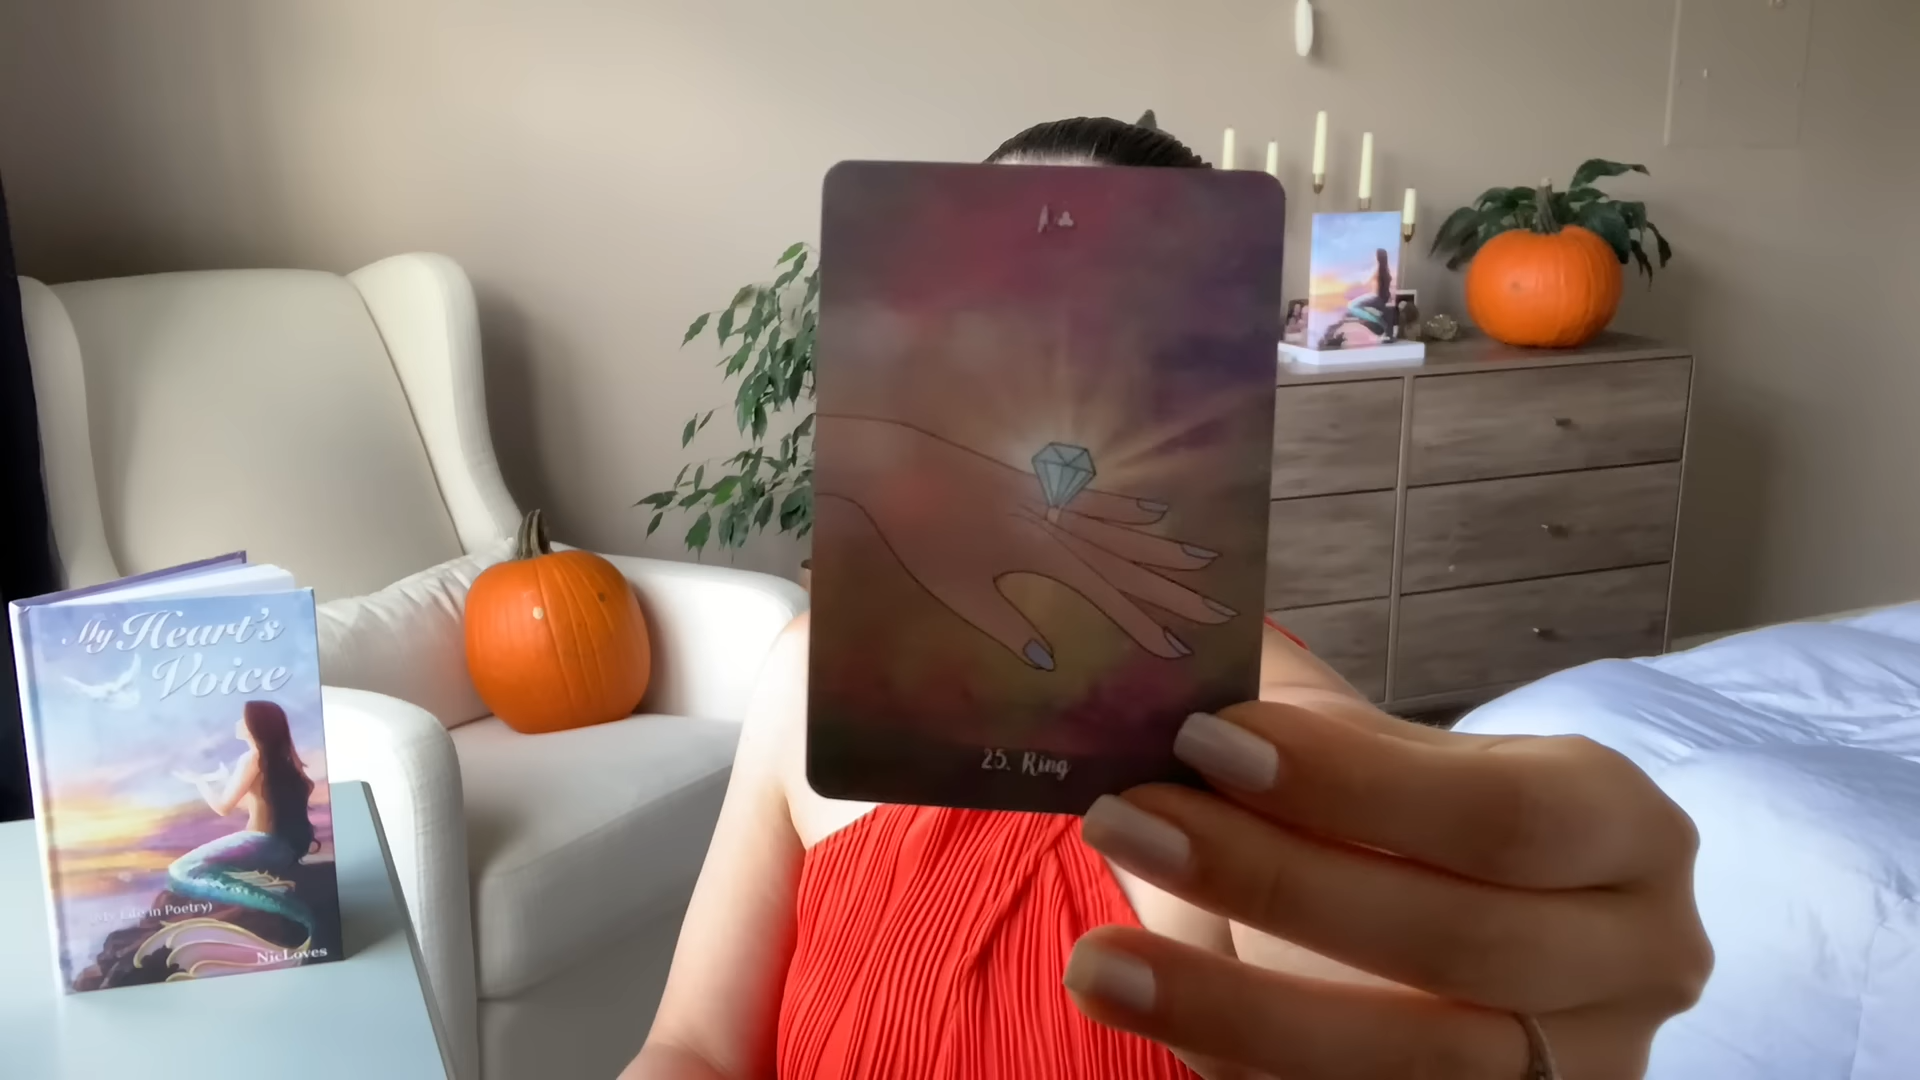 My Heart's
Voice
(My Life in Poetry)
NicLoves
A♣
25. Ring